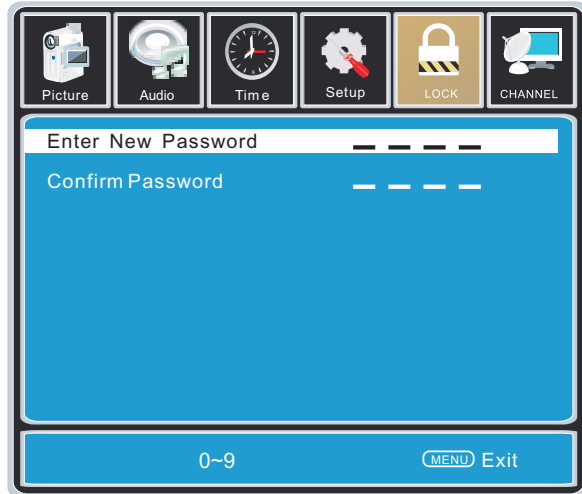 Picture Audio Time Setup LOCK CHANNEL
Enter New Password _ _ _ _
Confirm Password _ _ _ _
0~9 MENU Exit